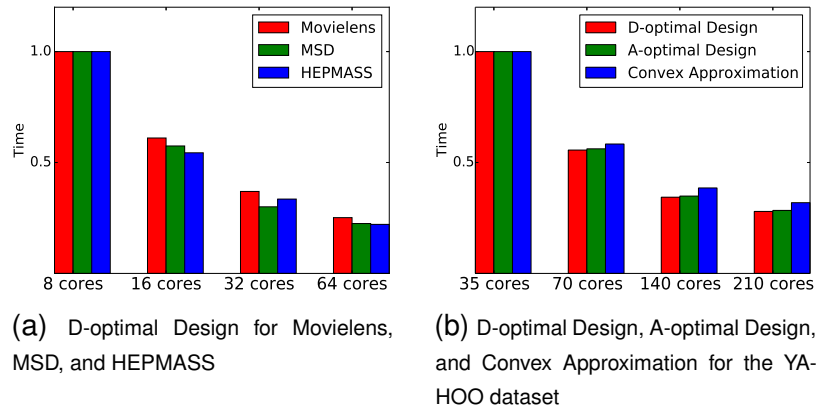 Movielens
MSD
HEPMASS
1.0
0.5
Time
8 cores 16 cores 32 cores 64 cores
(a) D-optimal Design for Movielens,
MSD, and HEPMASS
D-optimal Design
A-optimal Design
Convex Approximation
1.0
0.5
Time
35 cores 70 cores 140 cores 210 cores
(b) D-optimal Design, A-optimal Design,
and Convex Approximation for the YA-
HOO dataset